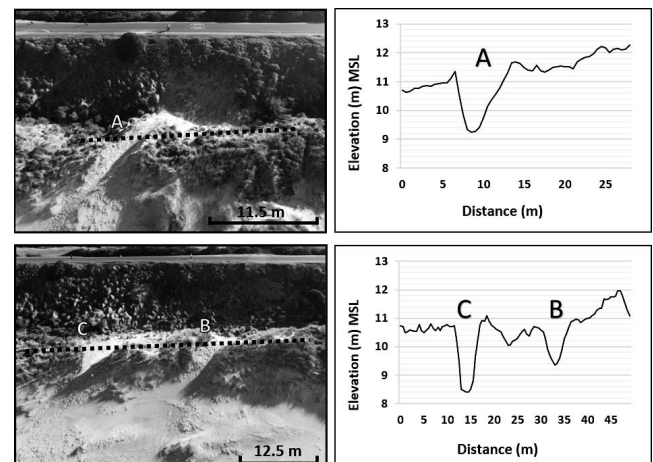 A
11.5 m
13
12
11
10
9
8
0 5 10 15 20 25
Elevation (m) MSL
Distance (m)
A
C
B
12.5 m
13
12
11
10
9
8
0 5 10 15 20 25 30 35 40 45
Elevation (m) MSL
Distance (m)
C
B